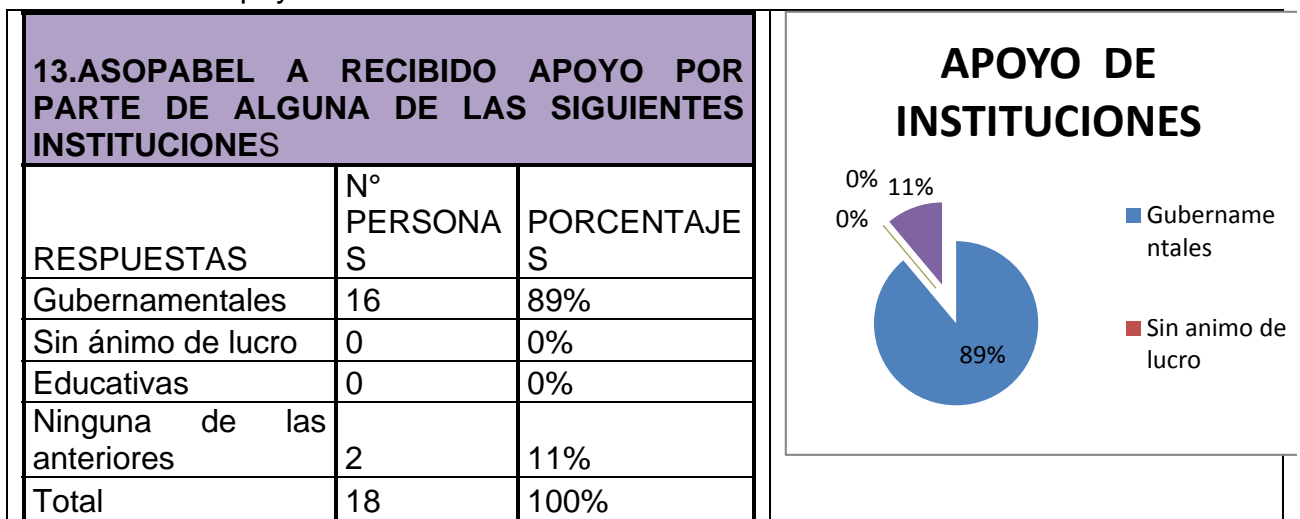 13.ASOPABEL A RECIBIDO APOYO POR
PARTE DE ALGUNA DE LAS SIGUIENTES
INSTITUCIONES
RESPUESTAS
N°
PERSONA
S
PORCENTAJE
S
Gubernamentales 16 89%
Sin ánimo de lucro 0 0%
Educativas 0 0%
Ninguna de las
anteriores 2 11%
Total 18 100%
APOYO DE
INSTITUCIONES
0% 11%
0%
89%
Gubername
ntales
Sin animo de
lucro